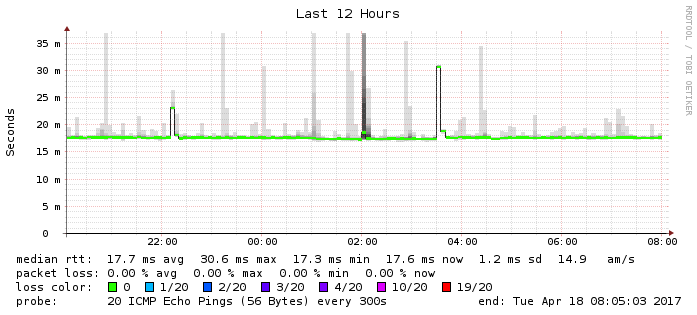 Last 12 Hours
RRDTOOL / TOBI OETIKER
Seconds
35 m
30 m
25 m
20 m
15 m
10 m
5 m
0
22:00 00:00 02:00 04:00 06:00 08:00
median rtt: 17.7 ms avg 30.6 ms max 17.3 ms min 17.6 ms now 1.2 ms sd 14.9 am/s
packet loss: 0.00 % avg 0.00 % max 0.00 % min 0.00 % now
loss color: 0 1/20 2/20 3/20 4/20 10/20 19/20
probe: 20 ICMP Echo Pings (56 Bytes) every 300s end: Tue Apr 18 08:05:03 2017